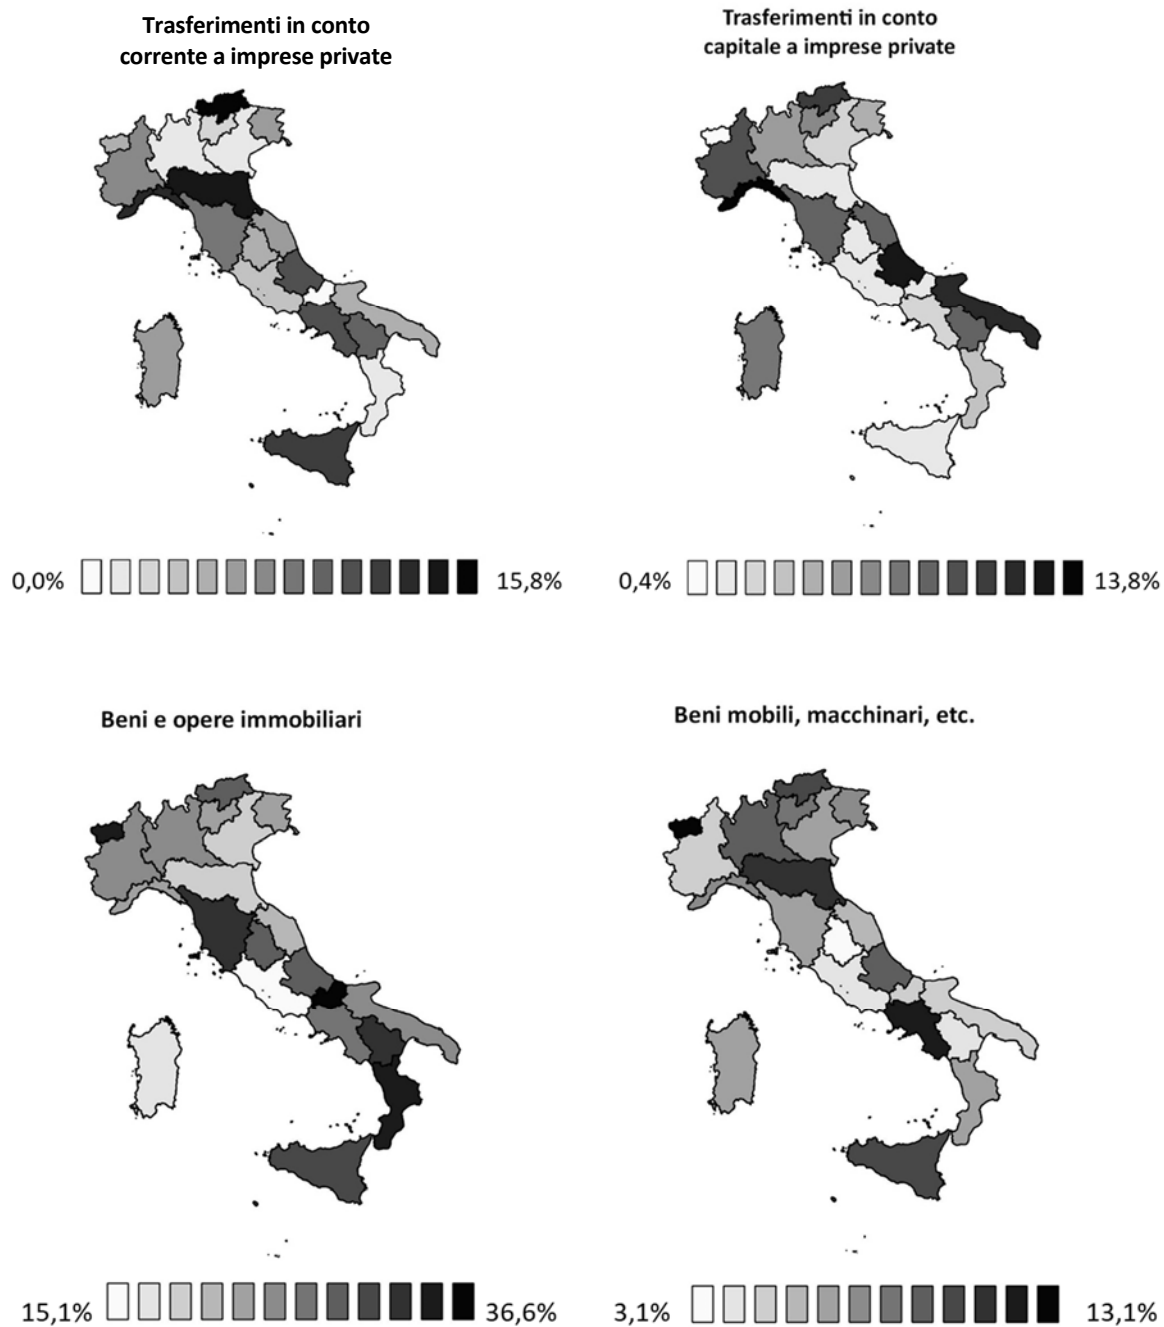 Trasferimenti in conto
corrente a imprese private
Trasferimenti in conto
capitale a imprese private
0,0%
15,8%
0,4%
13,8%
Beni e opere immobiliari
Beni mobili, macchinari, etc.
15,1%
36,6%
3,1%
13,1%